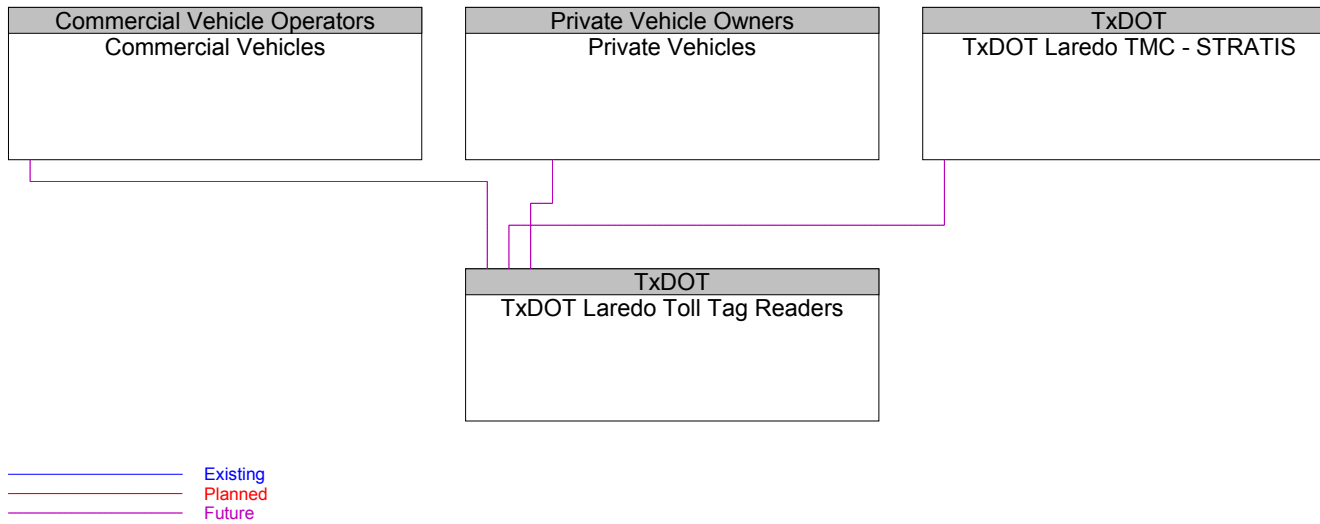 Commercial Vehicle Operators
Commercial Vehicles
Private Vehicle Owners
Private Vehicles
TxDOT
TxDOT Laredo TMC - STRATIS
TxDOT
TxDOT Laredo Toll Tag Readers
Existing
Planned
Future